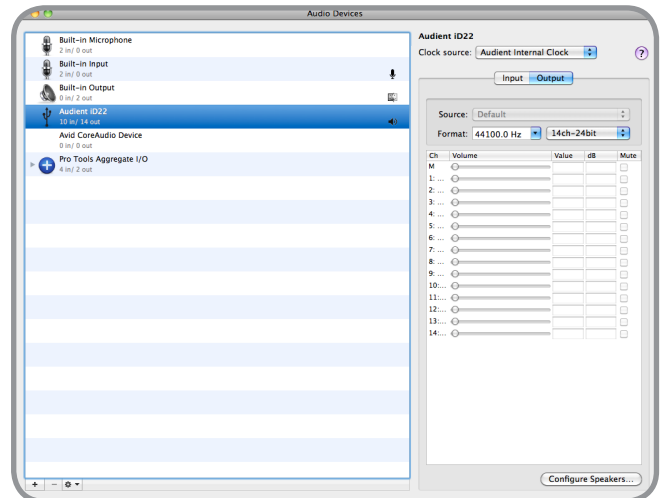 Audio Devices
Built-in Microphone
2 in/ 0 out
Built-in Input
2 in/ 0 out
Built-in Output
0 in/ 2 out
Audient iD22
10 in/ 14 out
Avid CoreAudio Device
0 in/ 0 out
Pro Tools Aggregate I/O
4 in/ 2 out
+ −
Audient iD22
Clock source: Audient Internal Clock ?
Input Output
Source: Default
Format: 44100.0 Hz 14ch-24bit
Ch Volume Value dB Mute
M
1: ...
2: ...
3: ...
4: ...
5: ...
6: ...
7: ...
8: ...
9: ...
10:...
11:...
12:...
13:...
14:...
Configure Speakers...